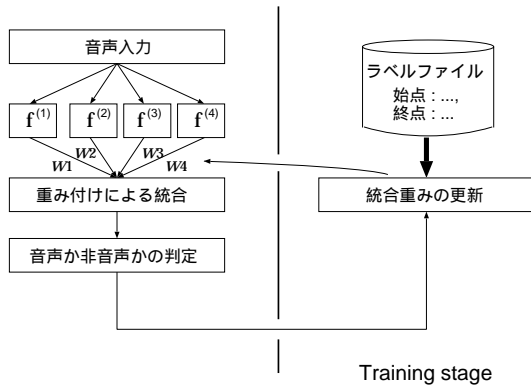 音声入力
f(1) f(2) f(3) f(4)
w1 w2 w3 w4
重み付けによる統合
音声か非音声かの判定
ラベルファイル
始点 : ...,
終点 : ...
統合重みの更新
Training stage